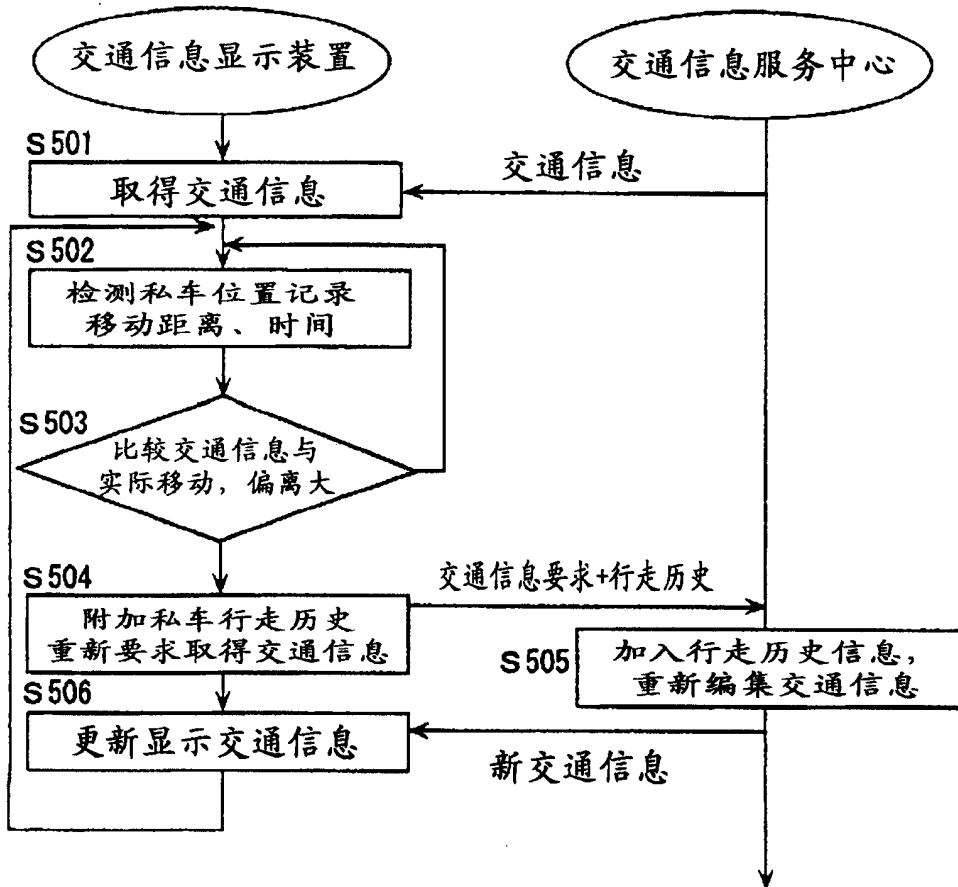 交通信息显示装置
交通信息服务中心
S501
交通信息
取得交通信息
S502
检测私车位置记录
移动距离、时间
S503
比较交通信息与
实际移动，偏离大
S504
交通信息要求+行走历史
附加私车行走历史
重新要求取得交通信息
S505
加入行走历史信息，
重新编集交通信息
S506
更新显示交通信息
新交通信息